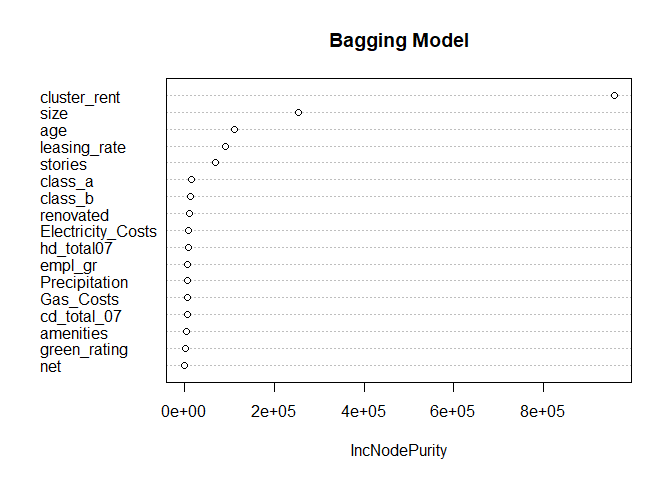 Bagging Model
cluster_rent
size
age
leasing_rate
stories
class_a
class_b
renovated
Electricity_Costs
hd_total07
empl_gr
Precipitation
Gas_Costs
cd_total_07
amenities
green_rating
net
0e+00 2e+05 4e+05 6e+05 8e+05
IncNodePurity